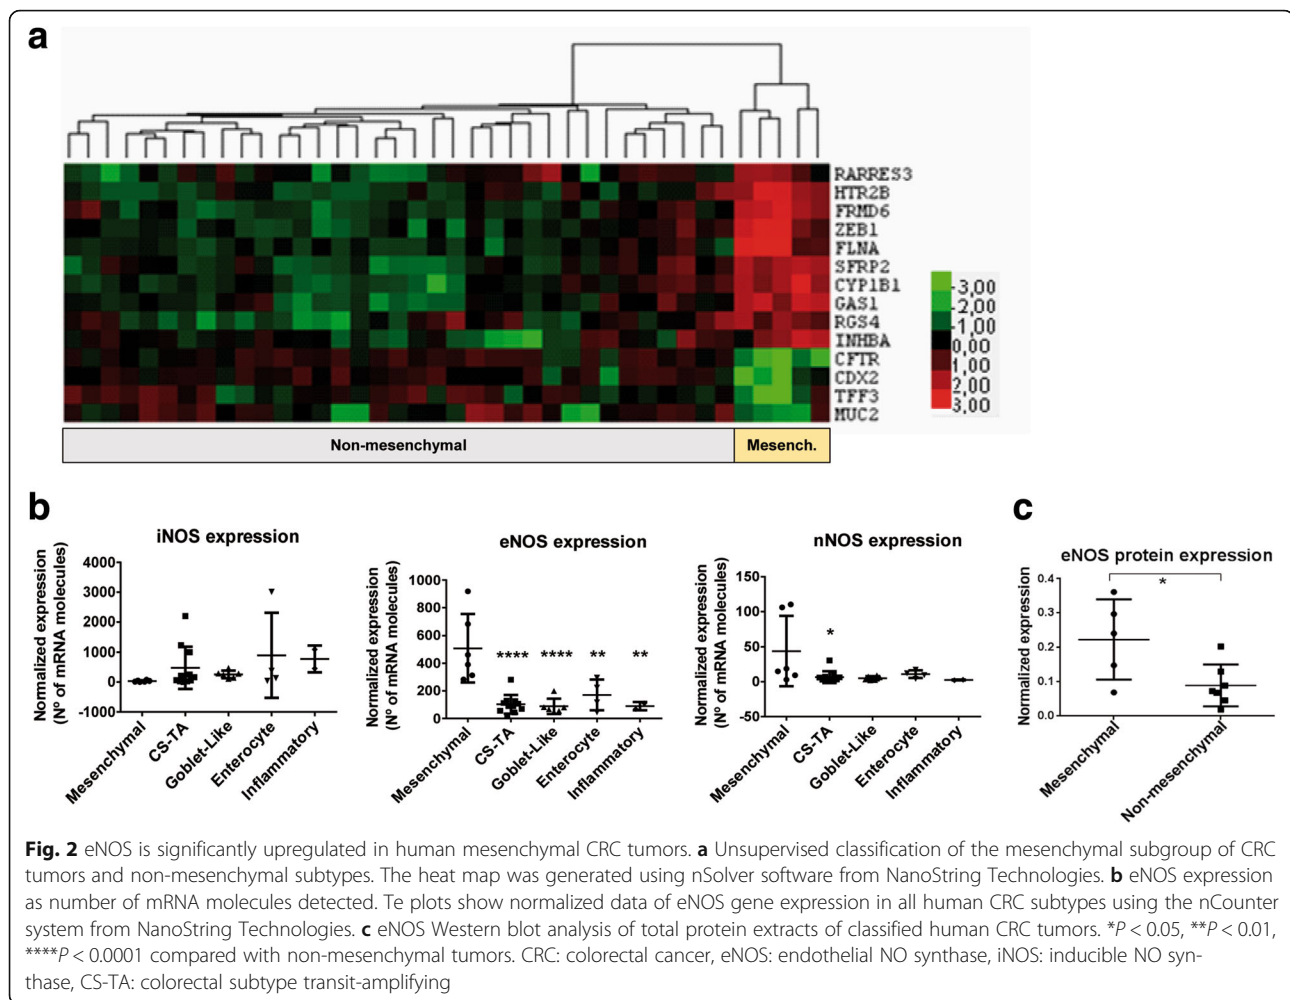 a
RARRES3
HTR2B
FRMD6
ZEB1
FLNA
SFRP2
CYP1B1
GAS1
RGS4
INHBA
CFTR
CDX2
TFF3
MUC2
-3,00
-2,00
-1,00
0,00
1,00
2,00
3,00
Non-mesenchymal
Mesench.
b
iNOS expression
Normalized expression
(Nº of mRNA molecules)
4000
3000
2000
1000
0
-1000
Mesenchymal
CS-TA
Goblet-Like
Enterocyte
Inflammatory
eNOS expression
Normalized expression
(Nº of mRNA molecules)
1000
800
600
400
200
0
**** **** ** **
Mesenchymal
CS-TA
Goblet-Like
Enterocyte
Inflammatory
nNOS expression
Normalized expression
(Nº of mRNA molecules)
150
100
50
0
-50
*
Mesenchymal
CS-TA
Goblet-Like
Enterocyte
Inflammatory
c
eNOS protein expression
Normalized expression
0.4
0.3
0.2
0.1
0.0
*
Mesenchymal
Non-mesenchymal
Fig. 2 eNOS is significantly upregulated in human mesenchymal CRC tumors. a Unsupervised classification of the mesenchymal subgroup of CRC
tumors and non-mesenchymal subtypes. The heat map was generated using nSolver software from NanoString Technologies. b eNOS expression
as number of mRNA molecules detected. Te plots show normalized data of eNOS gene expression in all human CRC subtypes using the nCounter
system from NanoString Technologies. c eNOS Western blot analysis of total protein extracts of classified human CRC tumors. *P < 0.05, **P < 0.01,
****P < 0.0001 compared with non-mesenchymal tumors. CRC: colorectal cancer, eNOS: endothelial NO synthase, iNOS: inducible NO syn-
thase, CS-TA: colorectal subtype transit-amplifying